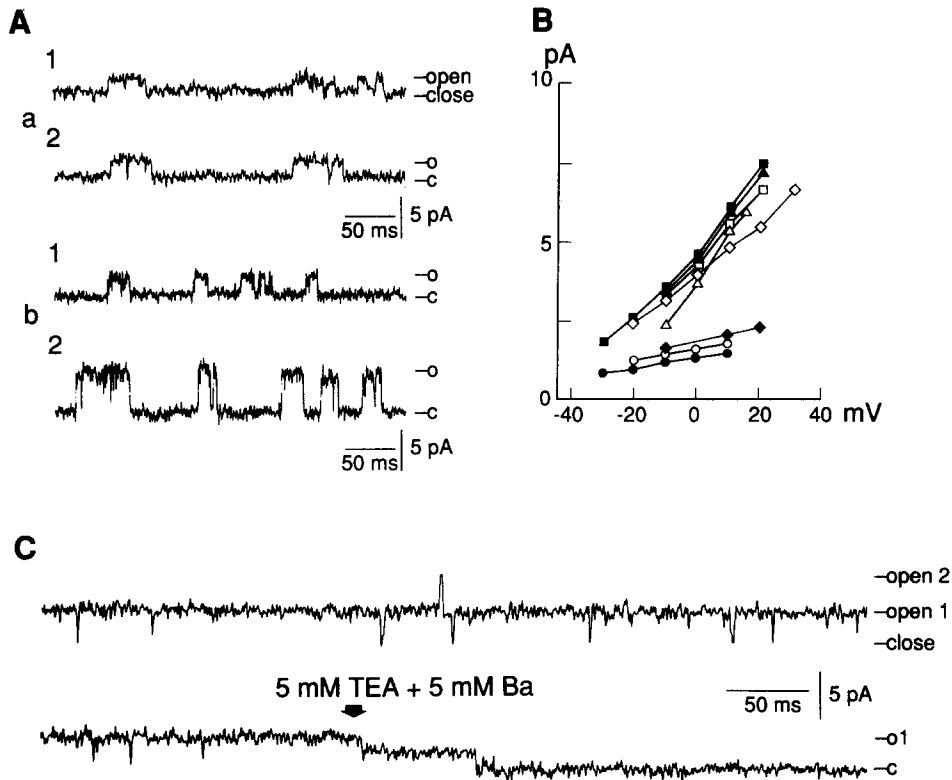 A
1
–open
–close
a
2
–o
–c
50 ms
5 pA
1
–o
–c
b
2
–o
–c
50 ms
5 pA
B
pA
10
5
0
-40
-20
0
20
40
mV
C
–open 2
–open 1
–close
5 mM TEA + 5 mM Ba
50 ms
5 pA
–o1
–c